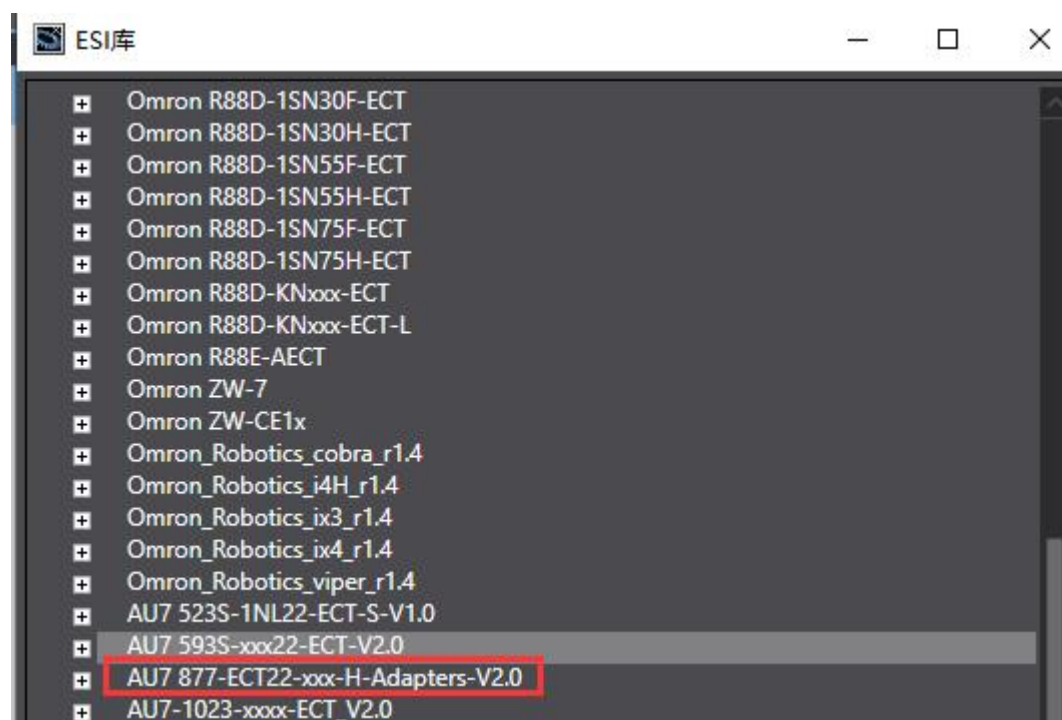 ESI库
Omron R88D-1SN30F-ECT
Omron R88D-1SN30H-ECT
Omron R88D-1SN55F-ECT
Omron R88D-1SN55H-ECT
Omron R88D-1SN75F-ECT
Omron R88D-1SN75H-ECT
Omron R88D-KNxxx-ECT
Omron R88D-KNxxx-ECT-L
Omron R88E-AECT
Omron ZW-7
Omron ZW-CE1x
Omron_Robotics_cobra_r1.4
Omron_Robotics_i4H_r1.4
Omron_Robotics_ix3_r1.4
Omron_Robotics_ix4_r1.4
Omron_Robotics_viper_r1.4
AU7 523S-1NL22-ECT-S-V1.0
AU7 593S-xxx22-ECT-V2.0
AU7 877-ECT22-xxx-H-Adapters-V2.0
AU7-1023-xxxx-ECT_V2.0